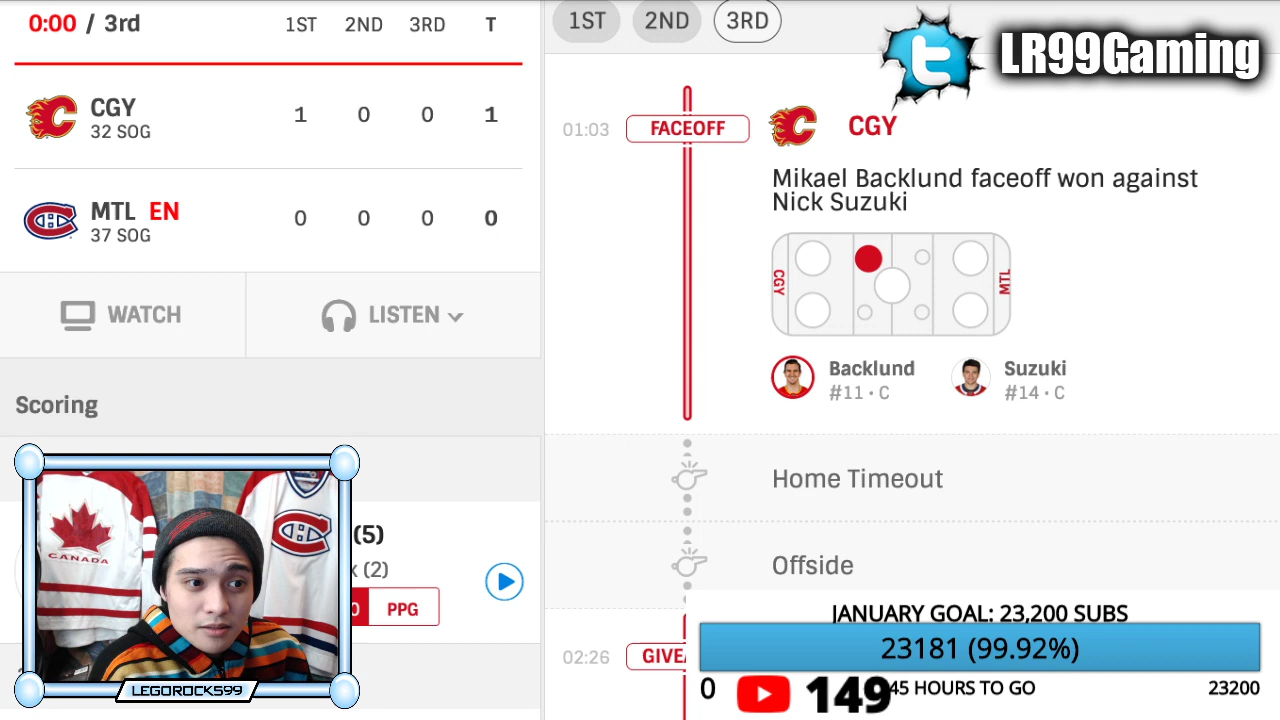 0:00 / 3rd
1ST 2ND 3RD T
CGY 1 0 0 1
32 SOG
MTL EN 0 0 0 0
37 SOG
WATCH LISTEN
Scoring
(5)
(2)
PPG
CANADA
LEGOROCK599
1ST 2ND 3RD
LR99Gaming
01:03 FACEOFF CGY
Mikael Backlund faceoff won against
Nick Suzuki
CGY MTL
Backlund Suzuki
#11 • C #14 • C
Home Timeout
Offside
02:26 GIVEA
JANUARY GOAL: 23,200 SUBS
23181 (99.92%)
0 149 45 HOURS TO GO 23200